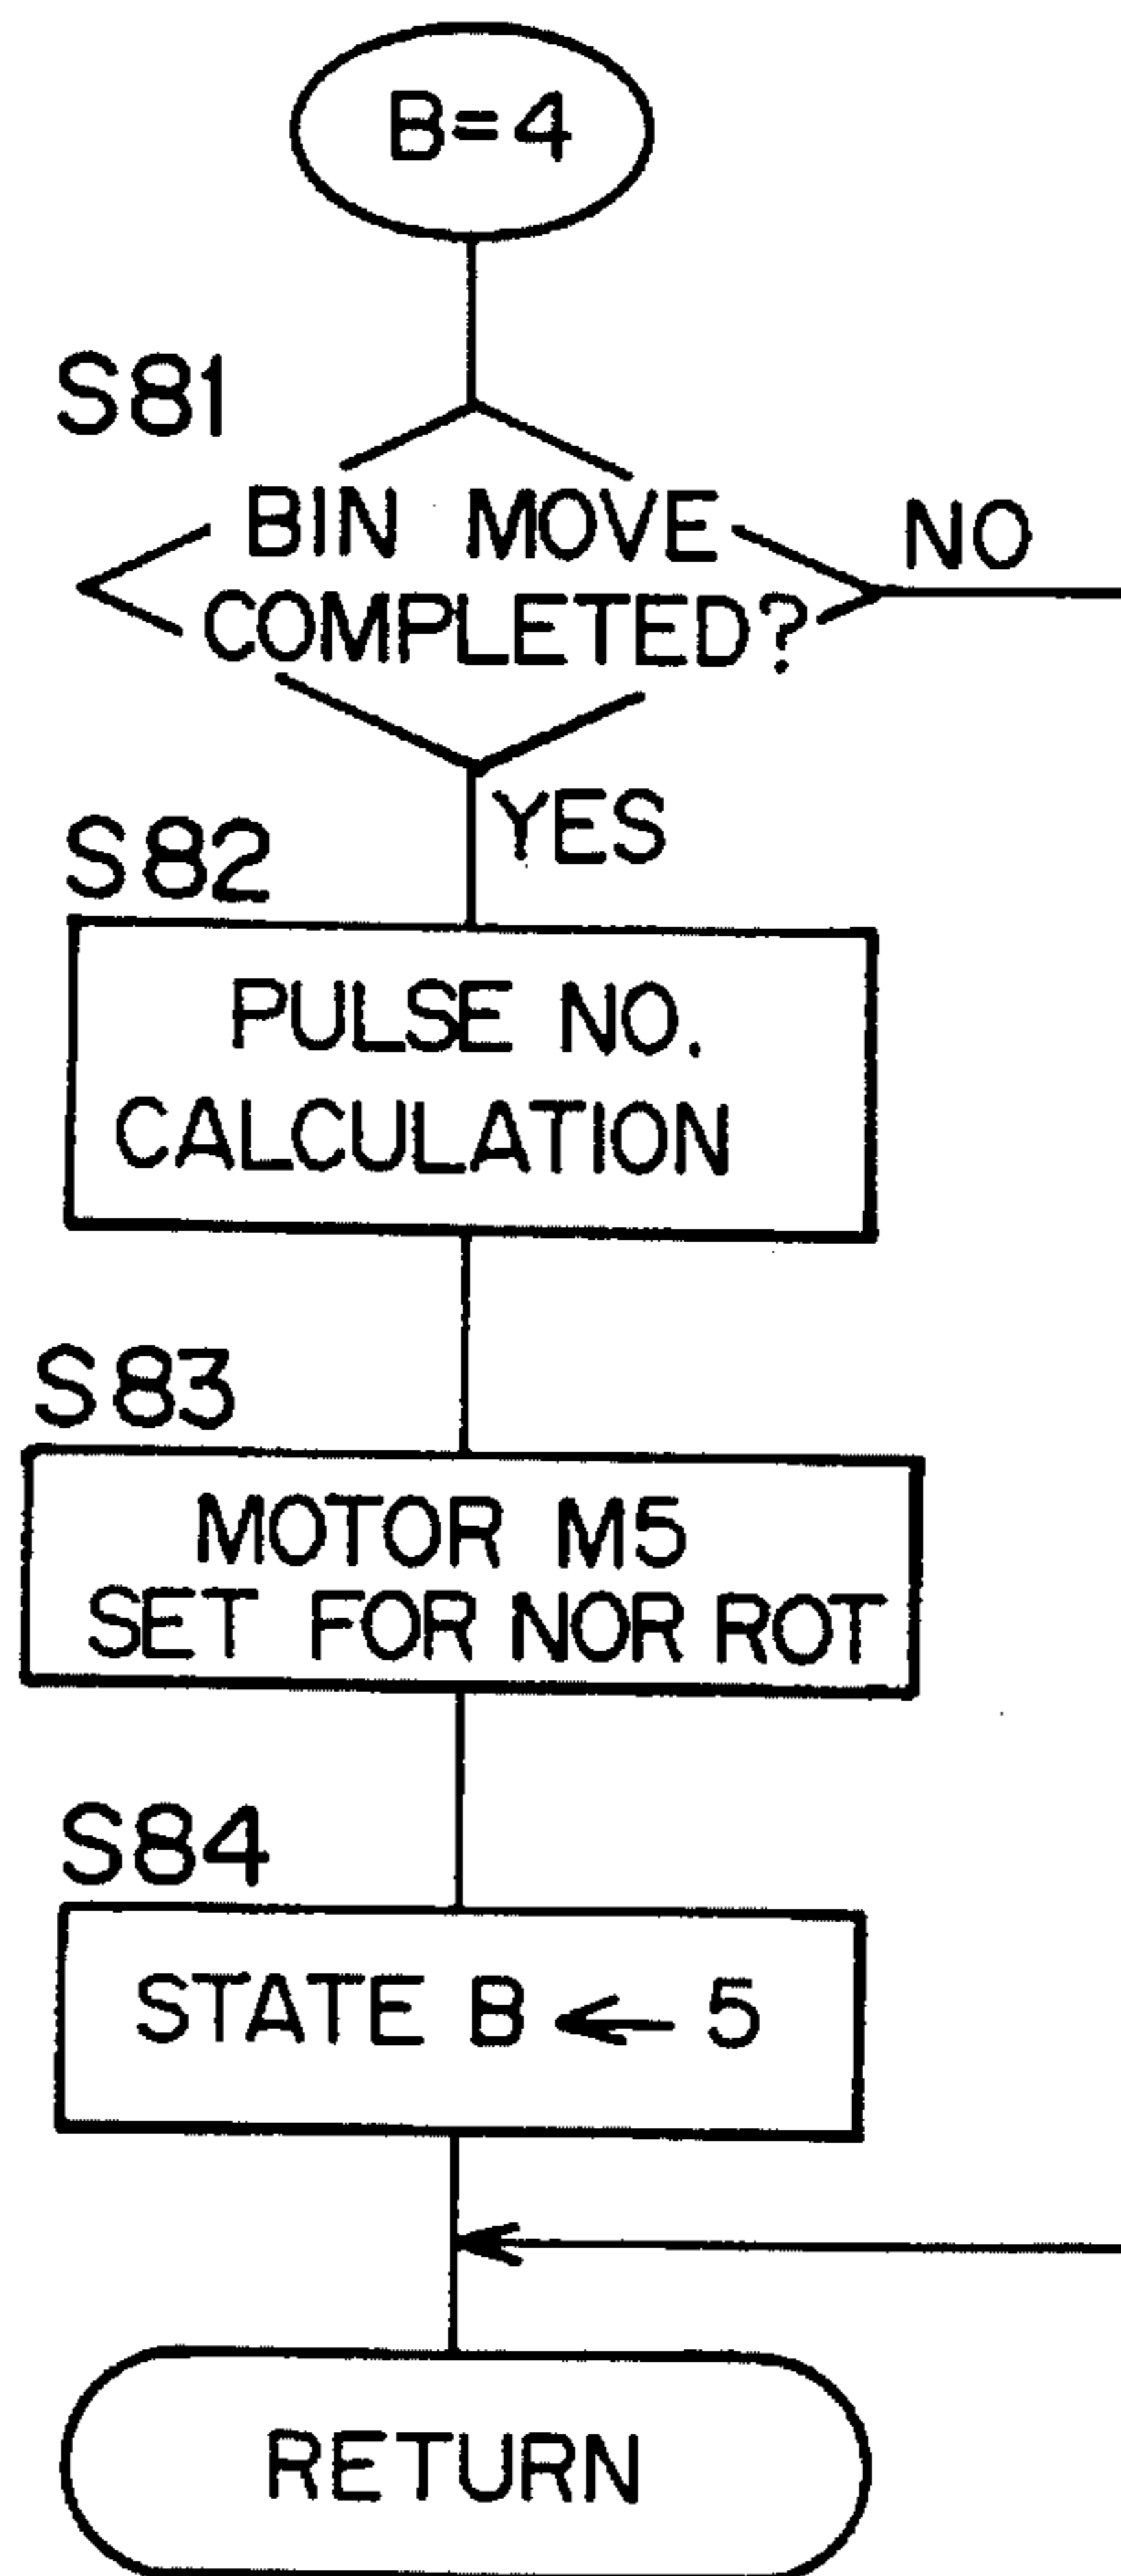 B=4
S81
BIN MOVE
COMPLETED?
NO
YES
S82
PULSE NO.
CALCULATION
S83
MOTOR M5
SET FOR NOR ROT
S84
STATE B ← 5
RETURN